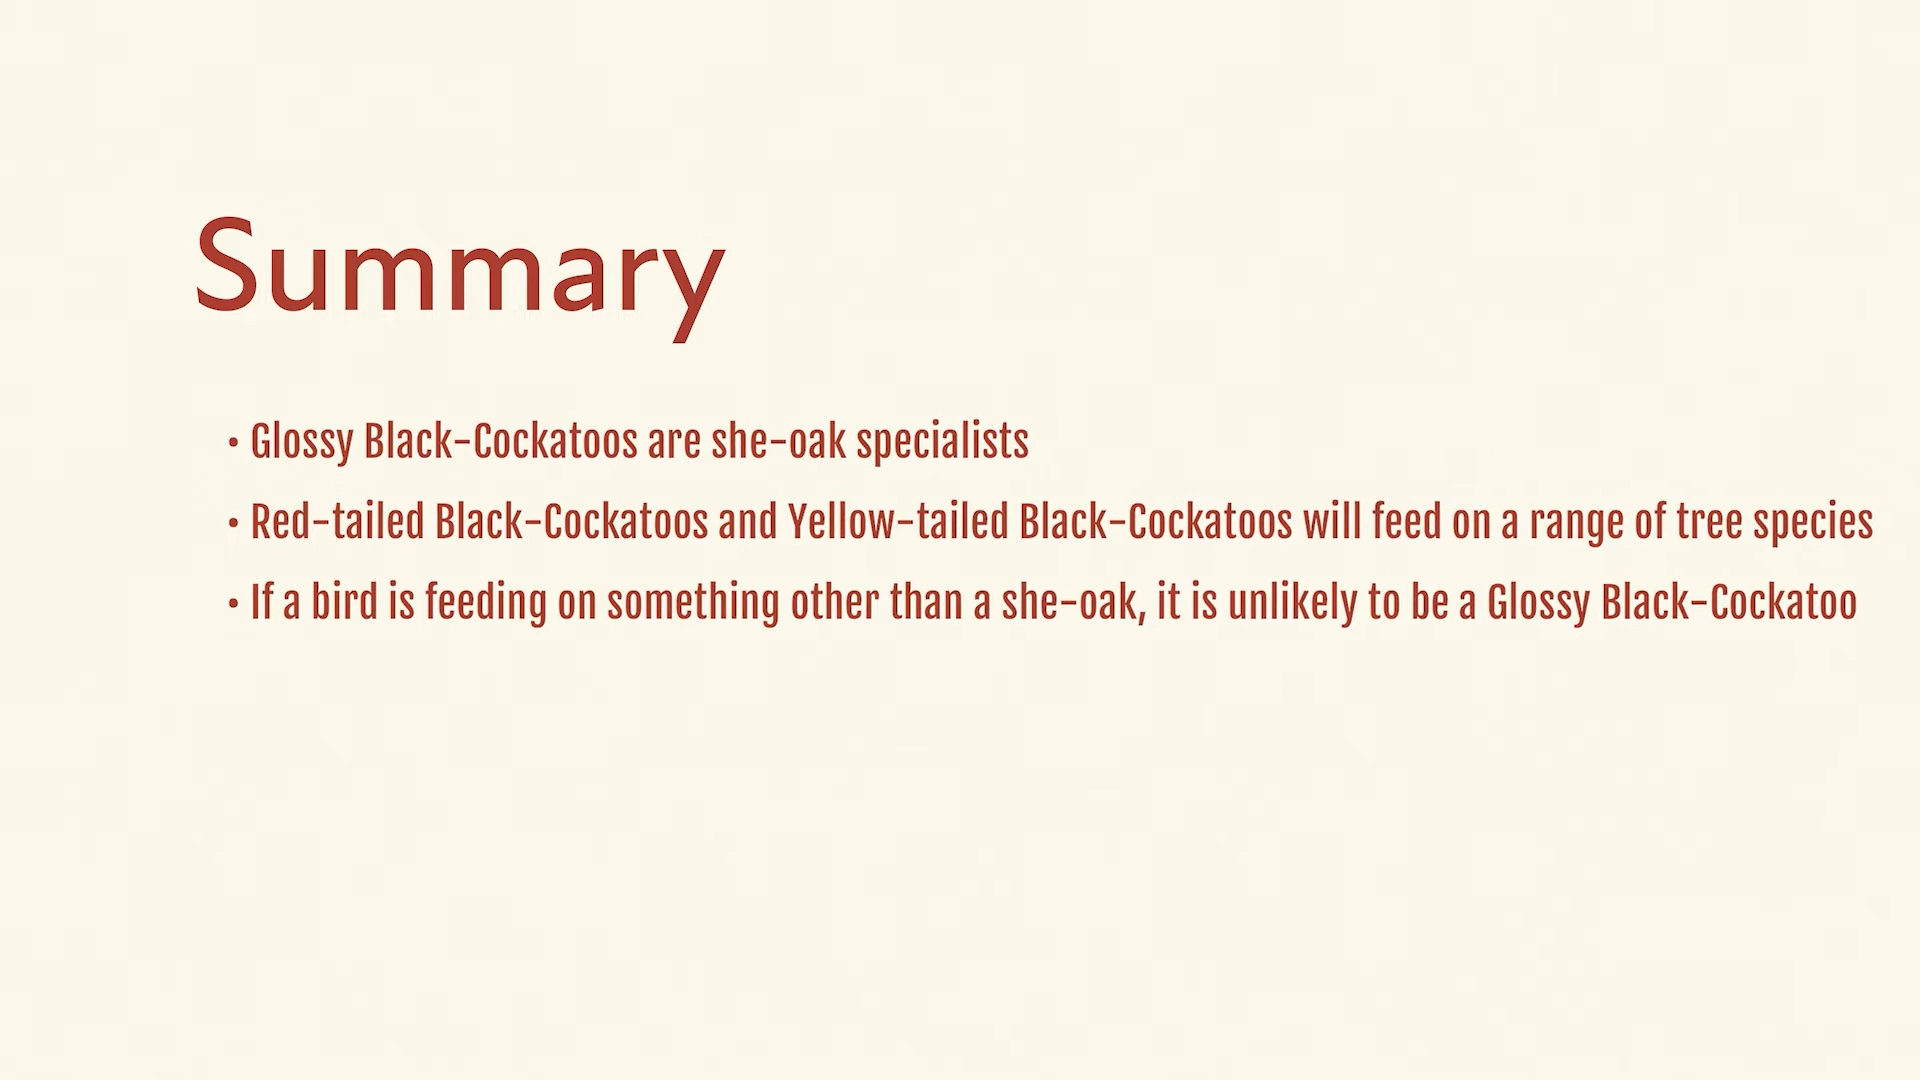 Summary
• Glossy Black-Cockatoos are she-oak specialists
• Red-tailed Black-Cockatoos and Yellow-tailed Black-Cockatoos will feed on a range of tree species
• If a bird is feeding on something other than a she-oak, it is unlikely to be a Glossy Black-Cockatoo